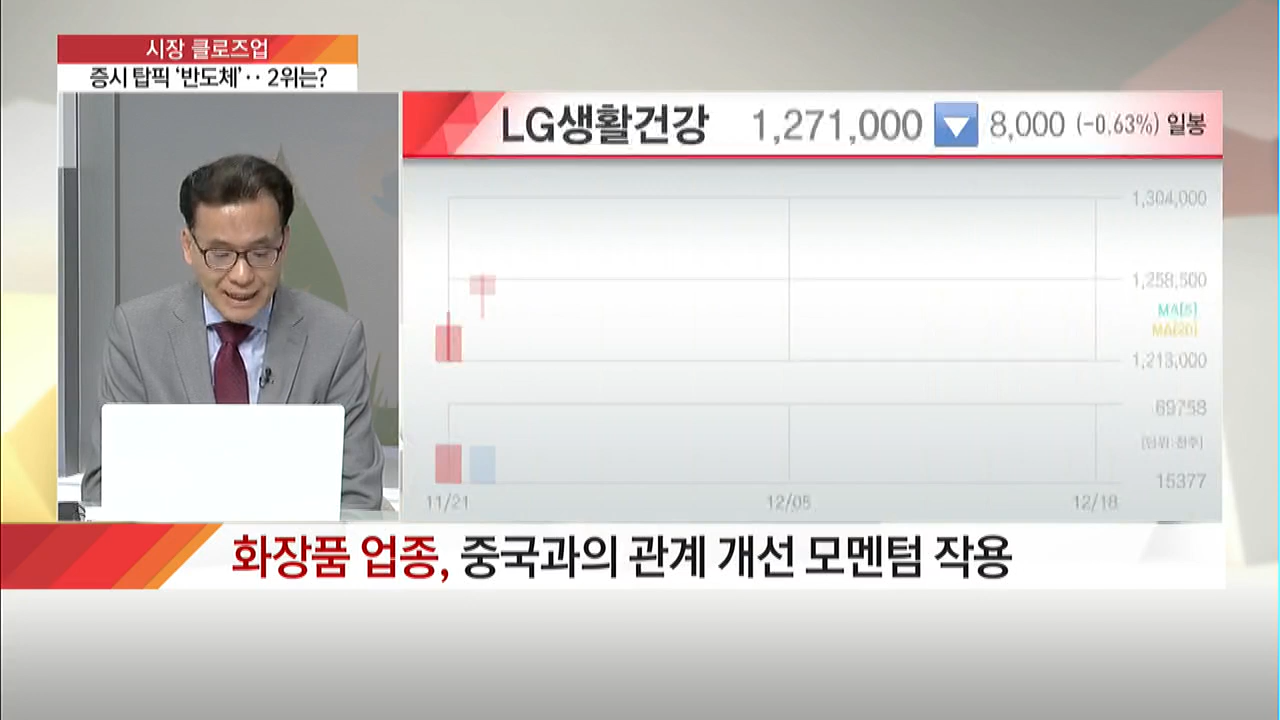 시장 클로즈업
증시 탑픽 ‘반도체’·· 2위는?
LG생활건강 1,271,000 ▼ 8,000 (-0.63%) 일봉
1,304,000
1,258,500
MA[5]
MA[20]
1,213,000
69758
[단위:천주]
15377
11/21 12/05 12/18
화장품 업종, 중국과의 관계 개선 모멘텀 작용